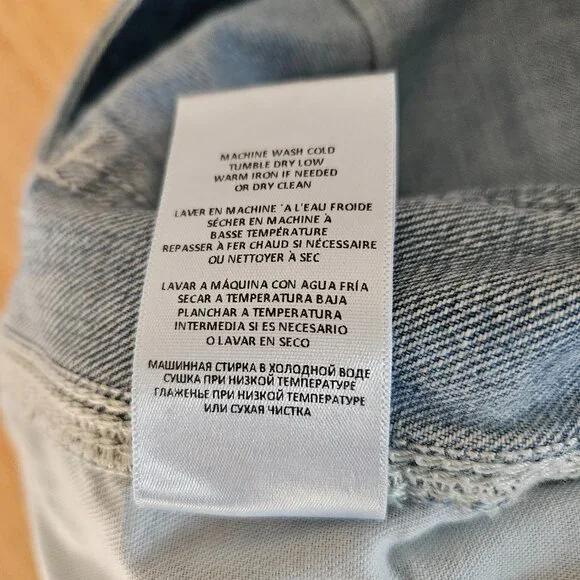 MACHINE WASH COLD
TUMBLE DRY LOW
WARM IRON IF NEEDED
OR DRY CLEAN
LAVER EN MACHINE 'A L'EAU FROIDE
SÉCHER EN MACHINE À
BASSE TEMPÉRATURE
REPASSER À FER CHAUD SI NÉCESSAIRE
OU NETTOYER À SEC
LAVAR A MÁQUINA CON AGUA FRÍA
SECAR A TEMPERATURA BAJA
PLANCHAR A TEMPERATURA
INTERMEDIA SI ES NECESARIO
O LAVAR EN SECO
МАШИННАЯ СТИРКА В ХОЛОДНОЙ ВОДЕ
СУШКА ПРИ НИЗКОЙ ТЕМПЕРАТУРЕ
ГЛАЖЕНЬЕ ПРИ НИЗКОЙ ТЕМПЕРАТУРЕ
ИЛИ СУХАЯ ЧИСТКА